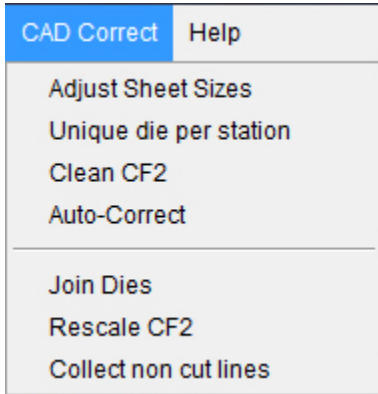 CAD Correct Help
Adjust Sheet Sizes
Unique die per station
Clean CF2
Auto-Correct
Join Dies
Rescale CF2
Collect non cut lines